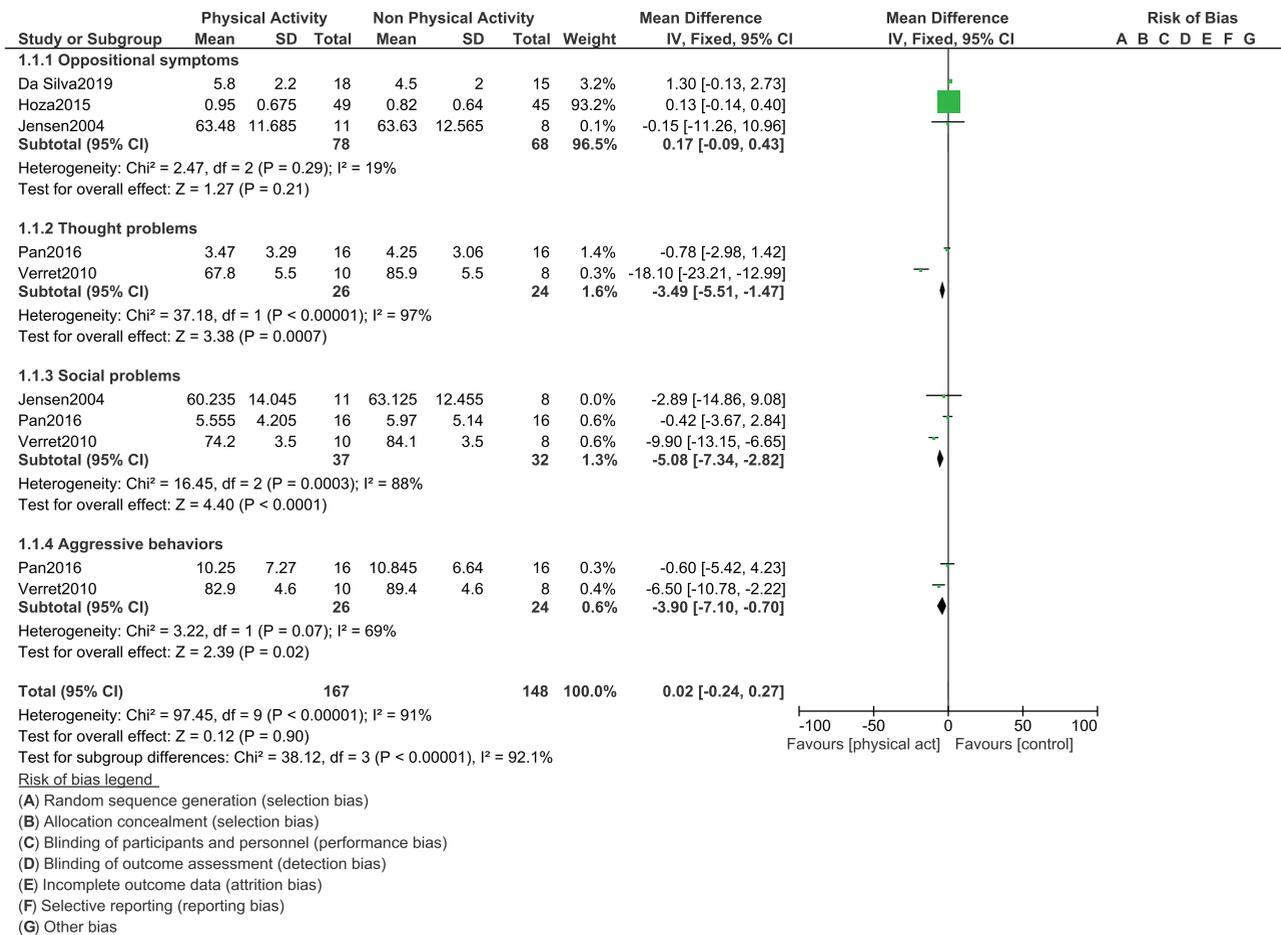 Physical Activity Non Physical Activity Mean Difference Mean Difference Risk of Bias
Study or Subgroup Mean SD Total Mean SD Total Weight IV, Fixed, 95% CI IV, Fixed, 95% CI A B C D E F G
1.1.1 Oppositional symptoms
Da Silva2019 5.8 2.2 18 4.5 2 15 3.2% 1.30 [-0.13, 2.73]
Hoza2015 0.95 0.675 49 0.82 0.64 45 93.2% 0.13 [-0.14, 0.40]
Jensen2004 63.48 11.685 11 63.63 12.565 8 0.1% -0.15 [-11.26, 10.96]
Subtotal (95% CI) 78 68 96.5% 0.17 [-0.09, 0.43]
Heterogeneity: Chi² = 2.47, df = 2 (P = 0.29); I² = 19%
Test for overall effect: Z = 1.27 (P = 0.21)
1.1.2 Thought problems
Pan2016 3.47 3.29 16 4.25 3.06 16 1.4% -0.78 [-2.98, 1.42]
Verret2010 67.8 5.5 10 85.9 5.5 8 0.3% -18.10 [-23.21, -12.99]
Subtotal (95% CI) 26 24 1.6% -3.49 [-5.51, -1.47]
Heterogeneity: Chi² = 37.18, df = 1 (P < 0.00001); I² = 97%
Test for overall effect: Z = 3.38 (P = 0.0007)
1.1.3 Social problems
Jensen2004 60.235 14.045 11 63.125 12.455 8 0.0% -2.89 [-14.86, 9.08]
Pan2016 5.555 4.205 16 5.97 5.14 16 0.6% -0.42 [-3.67, 2.84]
Verret2010 74.2 3.5 10 84.1 3.5 8 0.6% -9.90 [-13.15, -6.65]
Subtotal (95% CI) 37 32 1.3% -5.08 [-7.34, -2.82]
Heterogeneity: Chi² = 16.45, df = 2 (P = 0.0003); I² = 88%
Test for overall effect: Z = 4.40 (P < 0.0001)
1.1.4 Aggressive behaviors
Pan2016 10.25 7.27 16 10.845 6.64 16 0.3% -0.60 [-5.42, 4.23]
Verret2010 82.9 4.6 10 89.4 4.6 8 0.4% -6.50 [-10.78, -2.22]
Subtotal (95% CI) 26 24 0.6% -3.90 [-7.10, -0.70]
Heterogeneity: Chi² = 3.22, df = 1 (P = 0.07); I² = 69%
Test for overall effect: Z = 2.39 (P = 0.02)
Total (95% CI) 167 148 100.0% 0.02 [-0.24, 0.27]
Heterogeneity: Chi² = 97.45, df = 9 (P < 0.00001); I² = 91%
Test for overall effect: Z = 0.12 (P = 0.90)
Test for subgroup differences: Chi² = 38.12, df = 3 (P < 0.00001), I² = 92.1%
-100 -50 0 50 100
Favours [physical act] Favours [control]
Risk of bias legend
(A) Random sequence generation (selection bias)
(B) Allocation concealment (selection bias)
(C) Blinding of participants and personnel (performance bias)
(D) Blinding of outcome assessment (detection bias)
(E) Incomplete outcome data (attrition bias)
(F) Selective reporting (reporting bias)
(G) Other bias